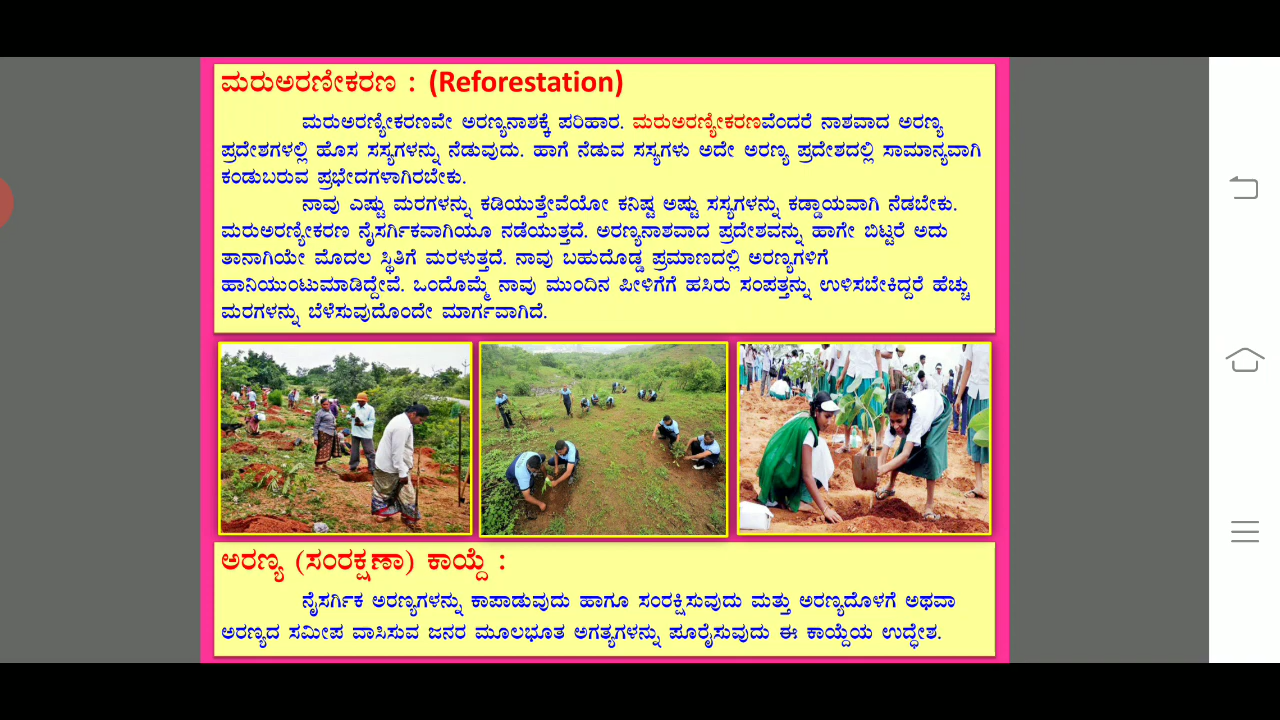 ಮರುಅರಣೀಕರಣ : (Reforestation)
ಮರುಅರಣ್ಯೀಕರಣವೇ ಅರಣ್ಯನಾಶಕ್ಕೆ ಪರಿಹಾರ. ಮರುಅರಣ್ಯೀಕರಣವೆಂದರೆ ನಾಶವಾದ ಅರಣ್ಯ
ಪ್ರದೇಶಗಳಲ್ಲಿ ಹೊಸ ಸಸ್ಯಗಳನ್ನು ನೆಡುವುದು. ಹಾಗೆ ನೆಡುವ ಸಸ್ಯಗಳು ಅದೇ ಅರಣ್ಯ ಪ್ರದೇಶದಲ್ಲಿ ಸಾಮಾನ್ಯವಾಗಿ
ಕಂಡುಬರುವ ಪ್ರಭೇದಗಳಾಗಿರಬೇಕು.
ನಾವು ಎಷ್ಟು ಮರಗಳನ್ನು ಕಡಿಯುತ್ತೇವೆಯೋ ಕನಿಷ್ಟ ಅಷ್ಟು ಸಸ್ಯಗಳನ್ನು ಕಡ್ಡಾಯವಾಗಿ ನೆಡಬೇಕು.
ಮರುಅರಣ್ಯೀಕರಣ ನೈಸರ್ಗಿಕವಾಗಿಯೂ ನಡೆಯುತ್ತದೆ. ಅರಣ್ಯನಾಶವಾದ ಪ್ರದೇಶವನ್ನು ಹಾಗೇ ಬಿಟ್ಟರೆ ಅದು
ತಾನಾಗಿಯೇ ಮೊದಲ ಸ್ಥಿತಿಗೆ ಮರಳುತ್ತದೆ. ನಾವು ಬಹುದೊಡ್ಡ ಪ್ರಮಾಣದಲ್ಲಿ ಅರಣ್ಯಗಳಿಗೆ
ಹಾನಿಯುಂಟುಮಾಡಿದ್ದೇವೆ. ಒಂದೊಮ್ಮೆ ನಾವು ಮುಂದಿನ ಪೀಳಿಗೆಗೆ ಹಸಿರು ಸಂಪತ್ತನ್ನು ಉಳಿಸಬೇಕಿದ್ದರೆ ಹೆಚ್ಚು
ಮರಗಳನ್ನು ಬೆಳೆಸುವುದೊಂದೇ ಮಾರ್ಗವಾಗಿದೆ.
ಅರಣ್ಯ (ಸಂರಕ್ಷಣಾ) ಕಾಯ್ದೆ :
ನೈಸರ್ಗಿಕ ಅರಣ್ಯಗಳನ್ನು ಕಾಪಾಡುವುದು ಹಾಗೂ ಸಂರಕ್ಷಿಸುವುದು ಮತ್ತು ಅರಣ್ಯದೊಳಗೆ ಅಥವಾ
ಅರಣ್ಯದ ಸಮೀಪ ವಾಸಿಸುವ ಜನರ ಮೂಲಭೂತ ಅಗತ್ಯಗಳನ್ನು ಪೂರೈಸುವುದು ಈ ಕಾಯ್ದೆಯ ಉದ್ಧೇಶ.